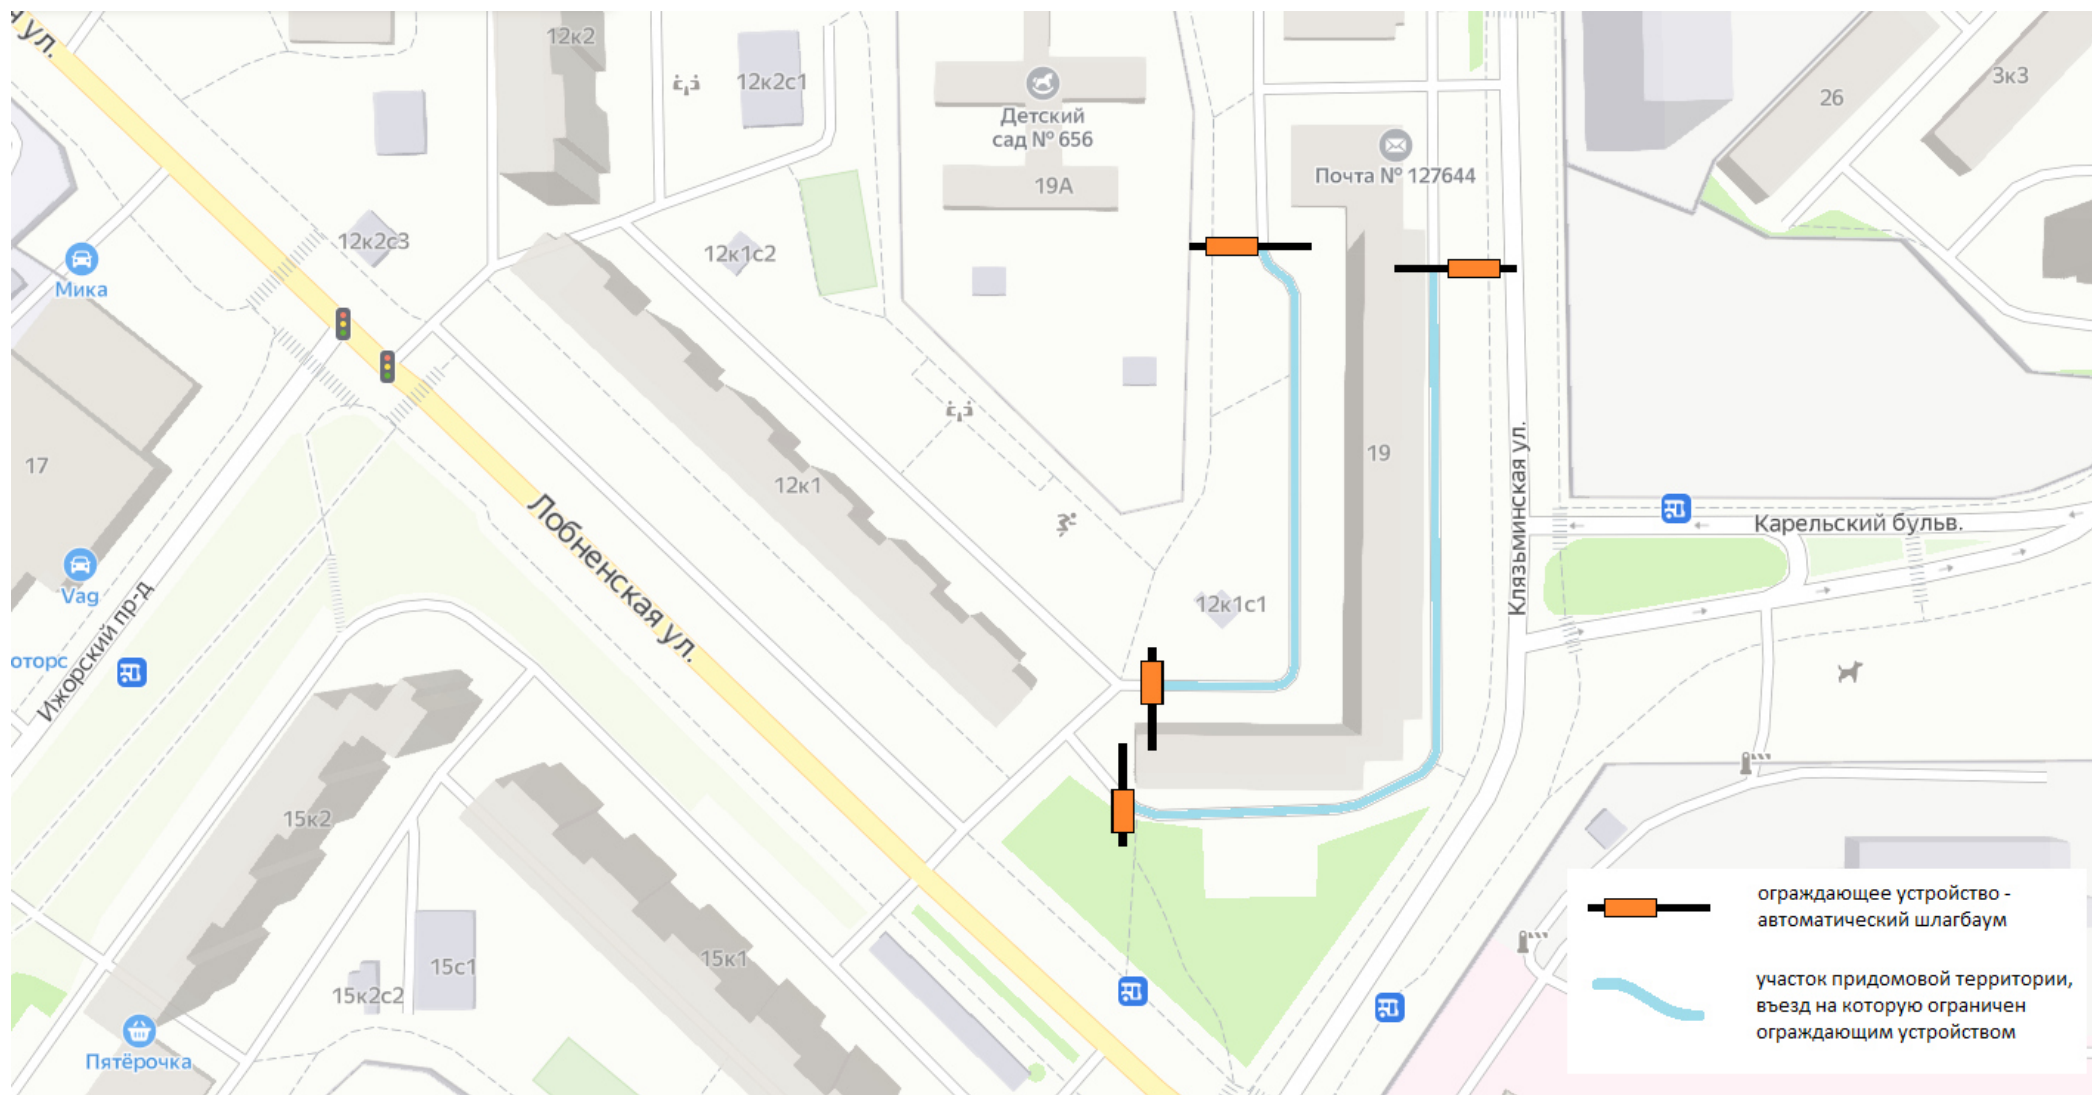 я ул.
12к2
12к2с1
Детский
сад № 656
19А
Почта № 127644
26
3к3
12к2с3
12к1с2
Мика
17
12к1
19
Лобненская ул.
Клязьминская ул.
Карельский бульв.
Vag
Ижорский пр-д
12к1с1
оторс
15к2
15к1
15с1
15к2с2
Пятёрочка
ограждающее устройство -
автоматический шлагбаум
участок придомовой территории,
въезд на которую ограничен
ограждающим устройством